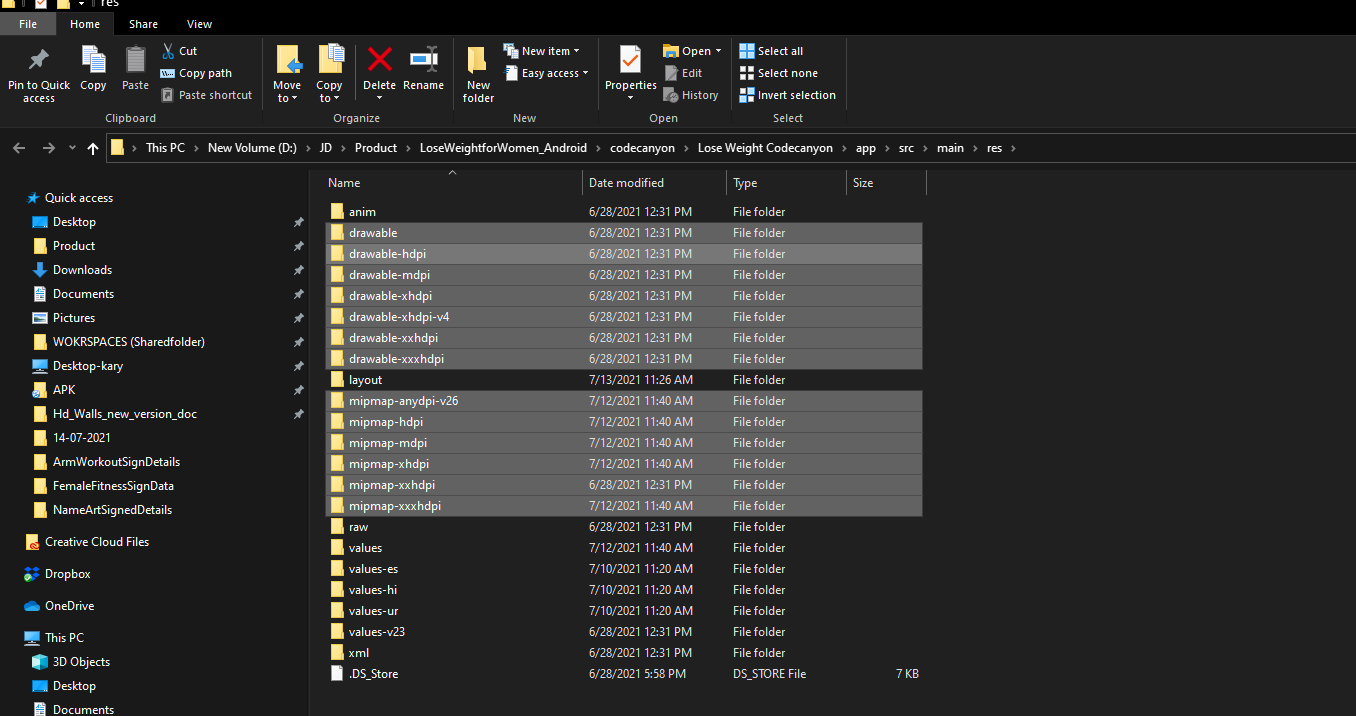 res
File Home Share View
Pin to Quick access
Copy
Paste
Cut
Copy path
Paste shortcut
Clipboard
Move to
Copy to
Delete
Rename
Organize
New folder
New item
Easy access
New
Properties
Open
Edit
History
Open
Select all
Select none
Invert selection
Select
This PC New Volume (D:) JD Product LoseWeightforWomen_Android codecanyon Lose Weight Codecanyon app src main res
Quick access
Desktop
Product
Downloads
Documents
Pictures
WOKRSPACES (Sharedfolder)
Desktop-kary
APK
Hd_Walls_new_version_doc
14-07-2021
ArmWorkoutSignDetails
FemaleFitnessSignData
NameArtSignedDetails
Creative Cloud Files
Dropbox
OneDrive
This PC
3D Objects
Desktop
Documents
Name Date modified Type Size
anim 6/28/2021 12:31 PM File folder
drawable 6/28/2021 12:31 PM File folder
drawable-hdpi 6/28/2021 12:31 PM File folder
drawable-mdpi 6/28/2021 12:31 PM File folder
drawable-xhdpi 6/28/2021 12:31 PM File folder
drawable-xhdpi-v4 6/28/2021 12:31 PM File folder
drawable-xxhdpi 6/28/2021 12:31 PM File folder
drawable-xxxhdpi 6/28/2021 12:31 PM File folder
layout 7/13/2021 11:26 AM File folder
mipmap-anydpi-v26 7/12/2021 11:40 AM File folder
mipmap-hdpi 7/12/2021 11:40 AM File folder
mipmap-mdpi 7/12/2021 11:40 AM File folder
mipmap-xhdpi 7/12/2021 11:40 AM File folder
mipmap-xxhdpi 6/28/2021 12:31 PM File folder
mipmap-xxxhdpi 7/12/2021 11:40 AM File folder
raw 6/28/2021 12:31 PM File folder
values 7/12/2021 11:40 AM File folder
values-es 7/10/2021 11:20 AM File folder
values-hi 7/10/2021 11:20 AM File folder
values-ur 7/10/2021 11:20 AM File folder
values-v23 6/28/2021 12:31 PM File folder
xml 6/28/2021 12:31 PM File folder
.DS_Store 6/28/2021 5:58 PM DS_STORE File 7 KB